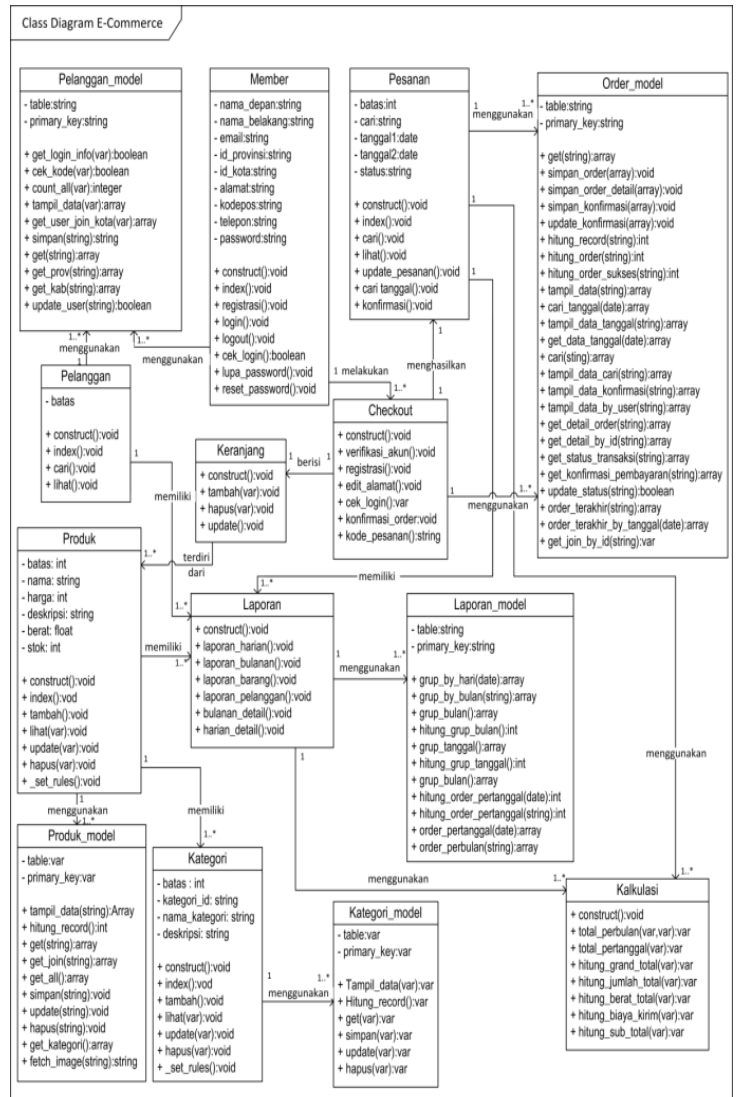 Class Diagram E-Commerce
Pelanggan_model
- table:string
- primary_key:string
+ get_login_info(var):boolean
+ cek_kode(var):boolean
+ count_all(var):integer
+ tampil_data(var):array
+ get_user_join_kota(var):array
+ simpan(string):string
+ get(string):array
+ get_prov(string):array
+ get_kab(string):array
+ update_user(string):boolean
Member
- nama_depan:string
- nama_belakang:string
- email:string
- id_provinsi:string
- id_kota:string
- alamat:string
- kodepos:string
- telepon:string
- password:string
+ construct():void
+ index():void
+ registrasi():void
+ login():void
+ logout():void
+ cek_login():boolean
+ lupa_password():void
+ reset_password():void
Pesanan
- batas:int
- cari:string
- tanggal1:date
- tanggal2:date
- status:string
+ construct():void
+ index():void
+ cari():void
+ lihat():void
+ update_pesanan():void
+ cari tanggal():void
+ konfirmasi():void
1
1..*
menggunakan
1
1
Order_model
- table:string
- primary_key:string
+ get(string):array
+ simpan_order(array):void
+ simpan_order_detail(array):void
+ simpan_konfirmasi(array):void
+ update_konfirmasi(array):void
+ hitung_record(string):int
+ hitung_order(string):int
+ hitung_order_sukses(string):int
+ tampil_data(string):array
+ cari_tanggal(date):array
+ tampil_data_tanggal(string):array
+ get_data_tanggal(date):array
+ cari(sting):array
+ tampil_data_cari(string):array
+ tampil_data_konfirmasi(string):array
+ tampil_data_by_user(string):array
+ get_detail_order(string):array
+ get_detail_by_id(string):array
+ get_status_transaksi(string):array
+ get_konfirmasi_pembayaran(string):array
+ update_status(string):boolean
+ order_terakhir(string):array
+ order_terakhir_by_tanggal(date):array
+ get_join_by_id(string):var
1..*
menggunakan
1
1..*
menggunakan
1
menghasilkan
1
1
1 melakukan
1..*
Pelanggan
- batas
+ construct():void
+ index():void
+ cari():void
+ lihat():void
1
memiliki
1..*
Keranjang
+ construct():void
+ tambah(var):void
+ hapus(var):void
+ update():void
1
berisi
1
Checkout
+ construct():void
+ verifikasi_akun():void
+ registrasi():void
+ edit_alamat():void
+ cek_login():var
+ konfirmasi_order:void
+ kode_pesanan():string
1
1..*
menggunakan
1
terdiri
dari
1..*
memiliki
1..*
Produk
- batas: int
- nama: string
- harga: int
- deskripsi: string
- berat: float
- stok: int
+ construct():void
+ index():vod
+ tambah():void
+ lihat(var):void
+ update(var):void
+ hapus(var):void
+ _set_rules():void
1
memiliki
1..*
Laporan
+ construct():void
+ laporan_harian():void
+ laporan_bulanan():void
+ laporan_barang():void
+ laporan_pelanggan():void
+ bulanan_detail():void
+ harian_detail():void
1
menggunakan
1..*
1
Laporan_model
- table:string
- primary_key:string
+ grup_by_hari(date):array
+ grup_by_bulan(string):array
+ grup_bulan():array
+ hitung_grup_bulan():int
+ grup_tanggal():array
+ hitung_grup_tanggal():int
+ grup_bulan():array
+ hitung_order_pertanggal(date):int
+ hitung_order_pertanggal(string):int
+ order_pertanggal(date):array
+ order_perbulan(string):array
menggunakan
1..*
1
menggunakan
1..*
1
memiliki
1..*
Produk_model
- table:var
- primary_key:var
+ tampil_data(string):Array
+ hitung_record():int
+ get(string):array
+ get_join(string):array
+ get_all():array
+ simpan(string):void
+ update(string):void
+ hapus(string):void
+ get_kategori():array
+ fetch_image(string):string
Kategori
- batas : int
- kategori_id: string
- nama_kategori: string
- deskripsi: string
+ construct():void
+ index():vod
+ tambah():void
+ lihat(var):void
+ update(var):void
+ hapus(var):void
+ _set_rules():void
1
menggunakan
1..*
Kategori_model
- table:var
- primary_key:var
+ Tampil_data(var):var
+ Hitung_record():var
+ get(var):var
+ simpan(var):var
+ update(var):var
+ hapus(var):var
menggunakan
1..*
Kalkulasi
+ construct():void
+ total_perbulan(var,var):var
+ total_pertanggal(var):var
+ hitung_grand_total(var):var
+ hitung_jumlah_total(var):var
+ hitung_berat_total(var):var
+ hitung_biaya_kirim(var):var
+ hitung_sub_total(var):var